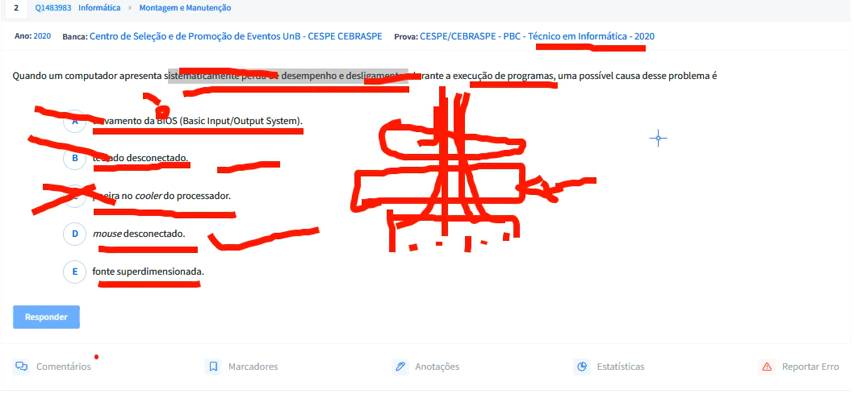 2 Q1483983 Informática > Montagem e Manutenção
Ano: 2020 Banca: Centro de Seleção e de Promoção de Eventos UnB - CESPE CEBRASPE Prova: CESPE/CEBRASPE - PBC - Técnico em Informática - 2020
Quando um computador apresenta sistematicamente perda de desempenho e desligamento durante a execução de programas, uma possível causa desse problema é
A da BIOS (Basic Input/Output System).
B teclado desconectado.
poeira no cooler do processador.
D mouse desconectado.
E fonte superdimensionada.
Responder
Comentários Marcadores Anotações Estatísticas Reportar Erro